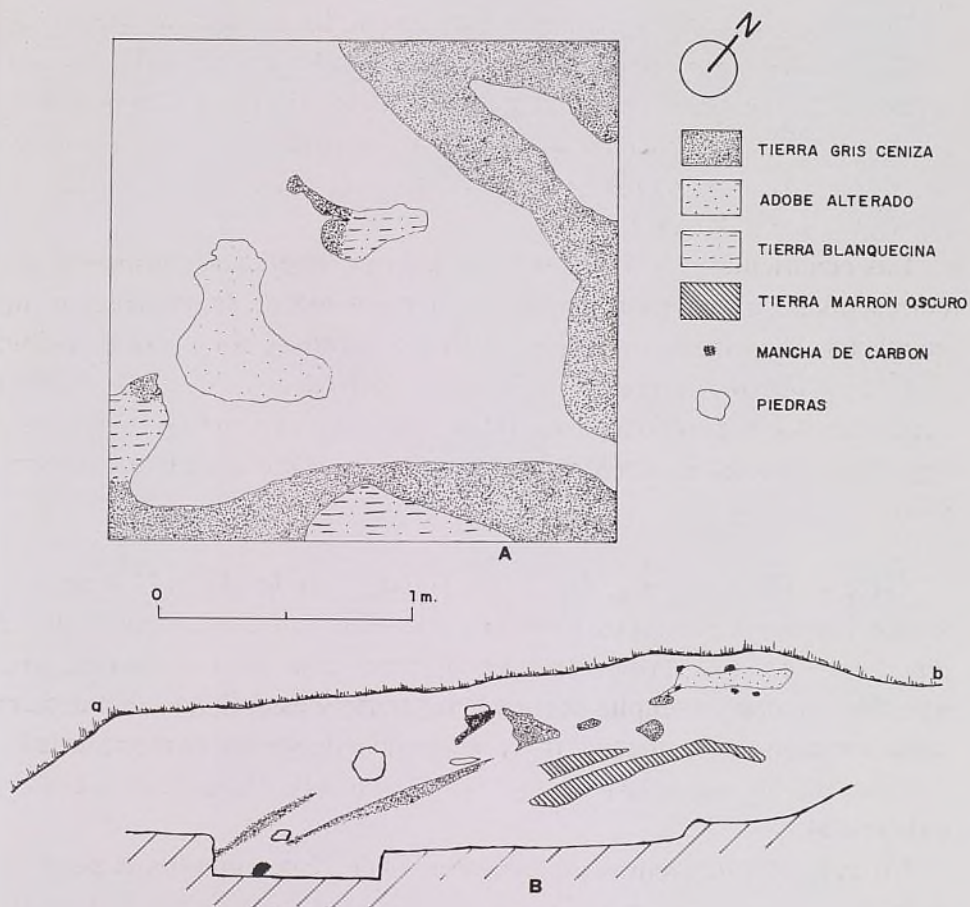 N
TIERRA GRIS CENIZA
ADOBE ALTERADO
TIERRA BLANQUECINA
TIERRA MARRON OSCURO
MANCHA DE CARBON
PIEDRAS
A
0 1 m.
a b
B